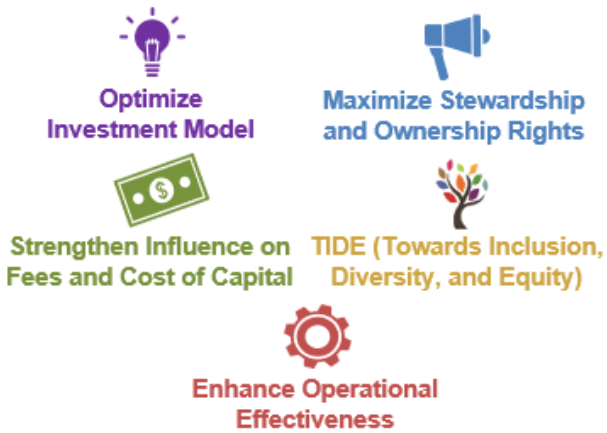 Optimize
Investment Model
Maximize Stewardship
and Ownership Rights
$
Strengthen Influence on
Fees and Cost of Capital
TIDE (Towards Inclusion,
Diversity, and Equity)
Enhance Operational
Effectiveness